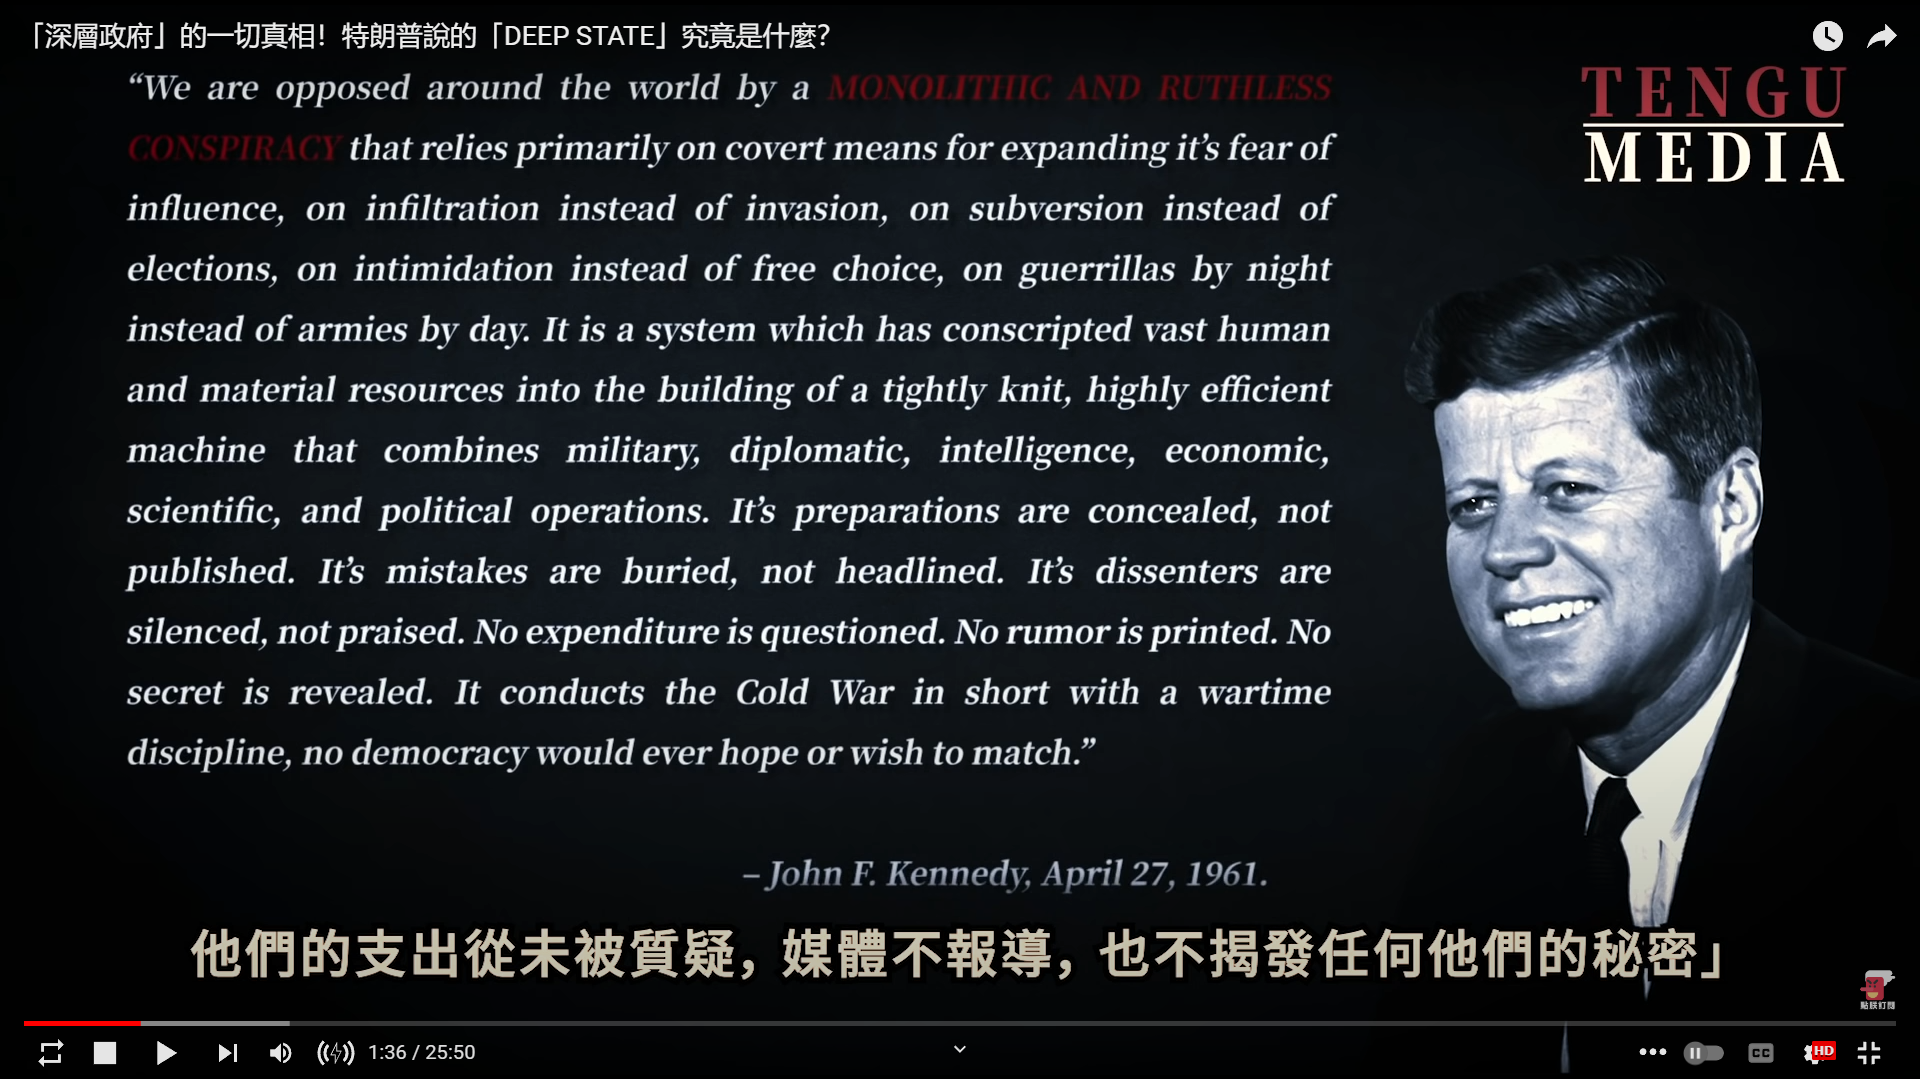 「深層政府」的一切真相！特朗普說的「DEEP STATE」究竟是什麼？
TENGU
MEDIA
“We are opposed around the world by a MONOLITHIC AND RUTHLESS
CONSPIRACY that relies primarily on covert means for expanding it’s fear of
influence, on infiltration instead of invasion, on subversion instead of
elections, on intimidation instead of free choice, on guerrillas by night
instead of armies by day. It is a system which has conscripted vast human
and material resources into the building of a tightly knit, highly efficient
machine that combines military, diplomatic, intelligence, economic,
scientific, and political operations. It’s preparations are concealed, not
published. It’s mistakes are buried, not headlined. It’s dissenters are
silenced, not praised. No expenditure is questioned. No rumor is printed. No
secret is revealed. It conducts the Cold War in short with a wartime
discipline, no democracy would ever hope or wish to match.”
– John F. Kennedy, April 27, 1961.
他們的支出從未被質疑，媒體不報導，也不揭發任何他們的秘密」
1:36 / 25:50
CC
HD